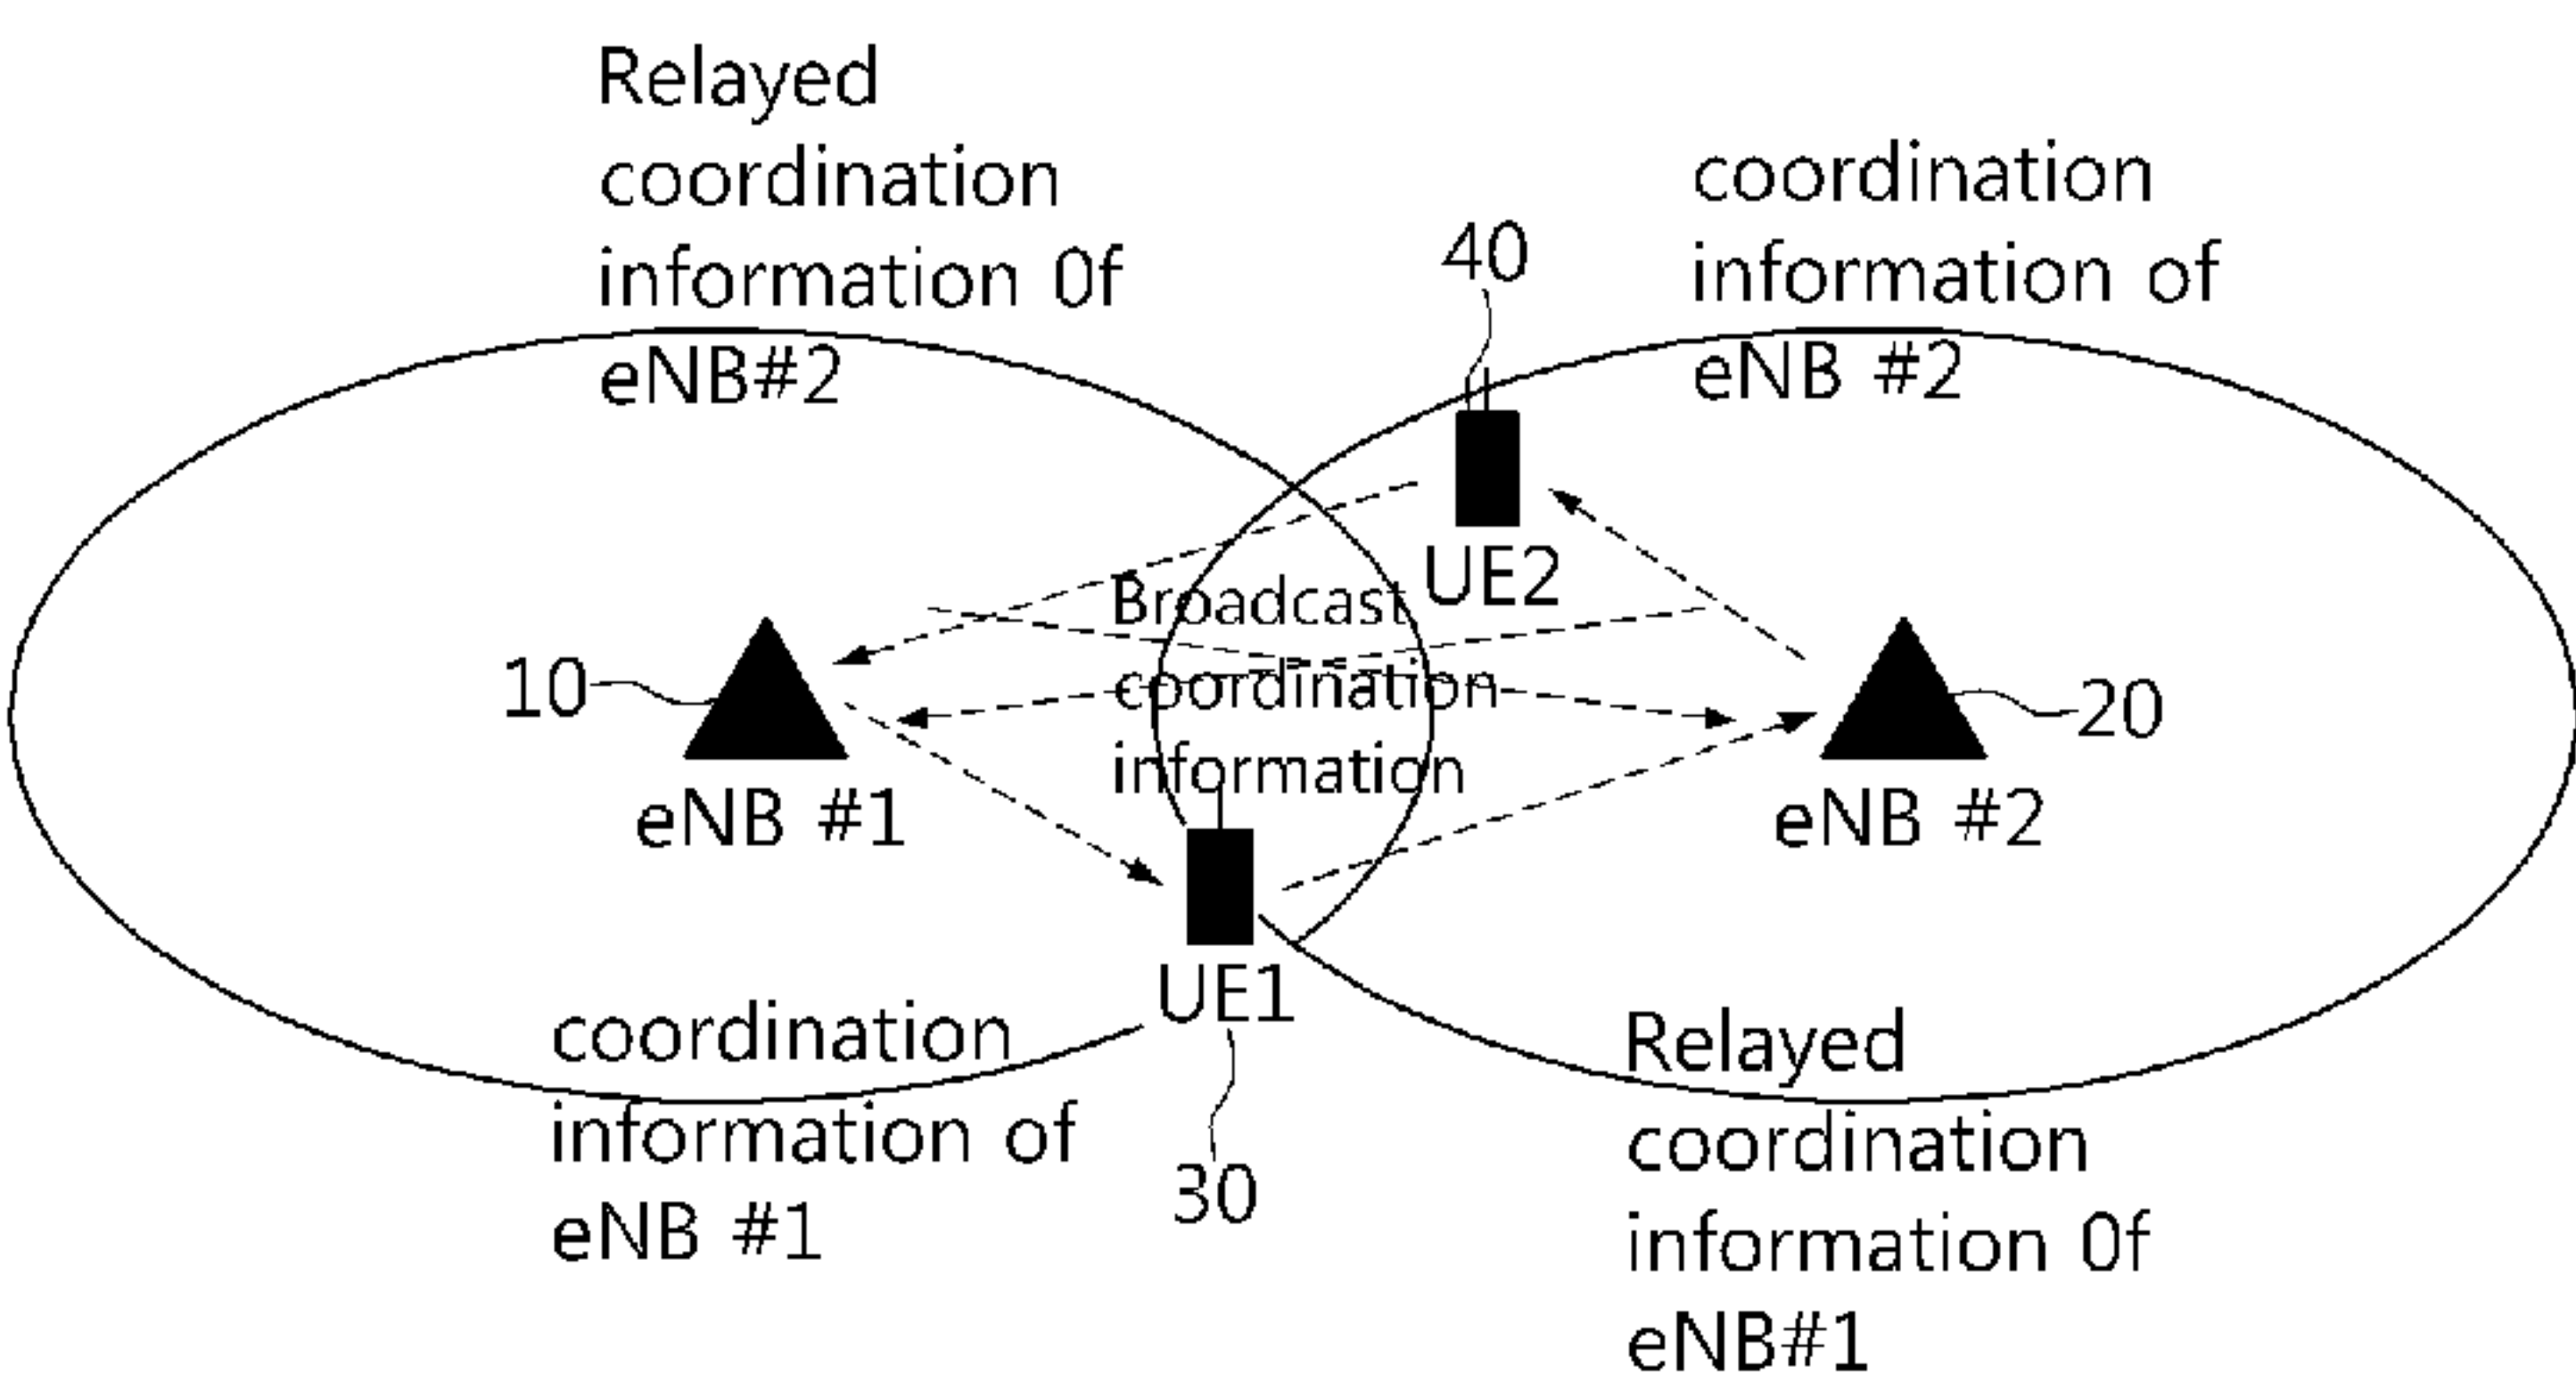 Relayed
coordination
information 0f
eNB#2
coordination
information of
eNB #2
40
UE2
Broadcast
coordination
information
10
eNB #1
20
eNB #2
UE1
30
coordination
information of
eNB #1
Relayed
coordination
information 0f
eNB#1